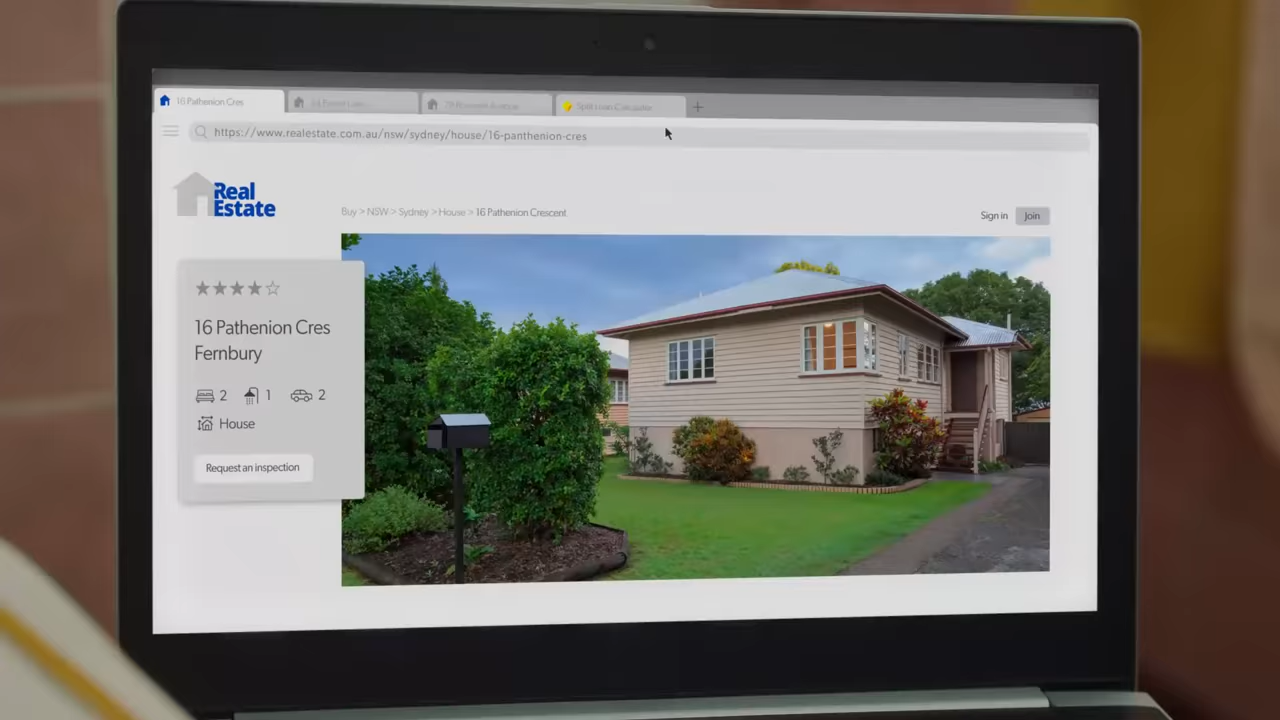 16 Pathenion Cres
Split Loan Calculator
https://www.realestate.com.au/nsw/sydney/house/16-panthenion-cres
Real
Estate
Buy > NSW > Sydney > House > 16 Pathenion Crescent
Sign in
Join
16 Pathenion Cres
Fernbury
2 1 2
House
Request an inspection